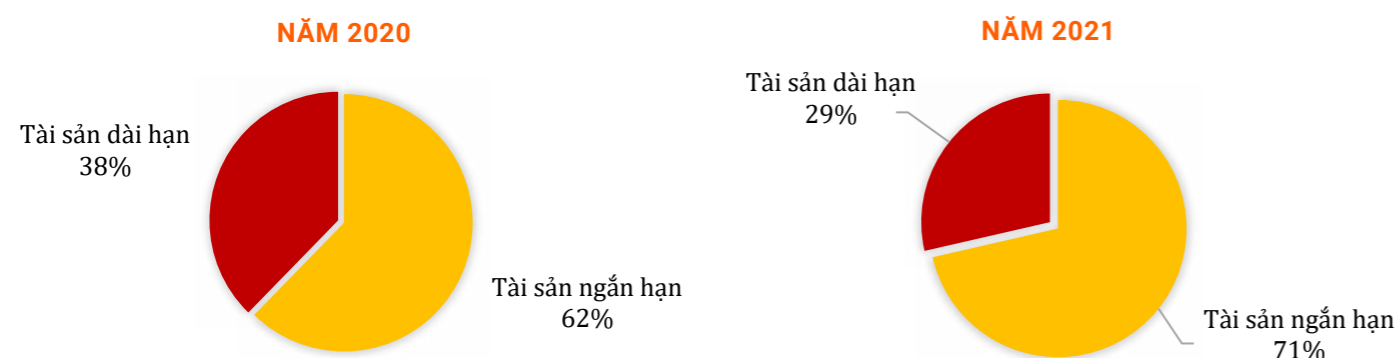 NĂM 2020
Tài sản dài hạn
38%
Tài sản ngắn hạn
62%
NĂM 2021
Tài sản dài hạn
29%
Tài sản ngắn hạn
71%